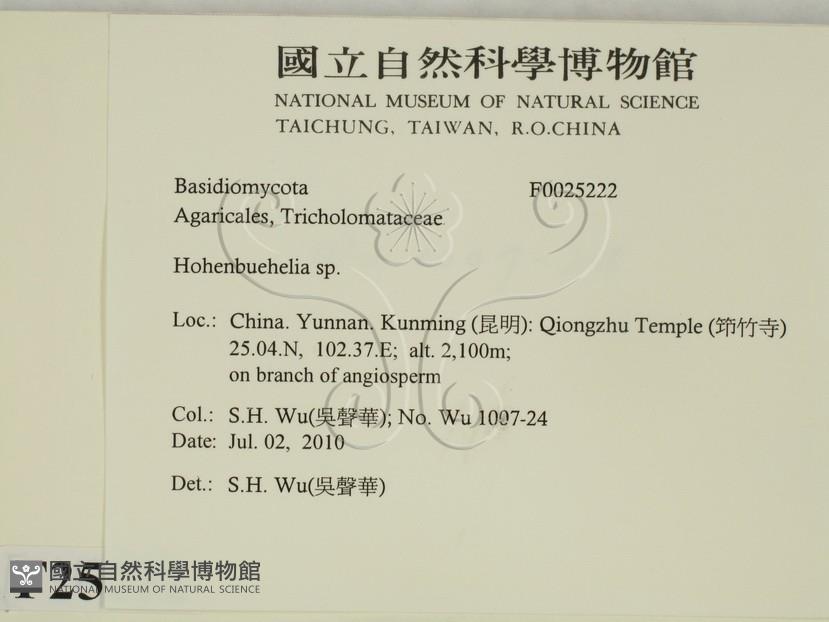 國立自然科學博物館
NATIONAL MUSEUM OF NATURAL SCIENCE
TAICHUNG, TAIWAN, R.O.CHINA
Basidiomycota F0025222
Agaricales, Tricholomataceae
Hohenbuehelia sp.
Loc.: China. Yunnan. Kunming (昆明): Qiongzhu Temple (筇竹寺)
25.04.N, 102.37.E; alt. 2,100m;
on branch of angiosperm
Col.: S.H. Wu(吳聲華); No. Wu 1007-24
Date: Jul. 02, 2010
Det.: S.H. Wu(吳聲華)
國立自然科學博物館
NATIONAL MUSEUM OF NATURAL SCIENCE